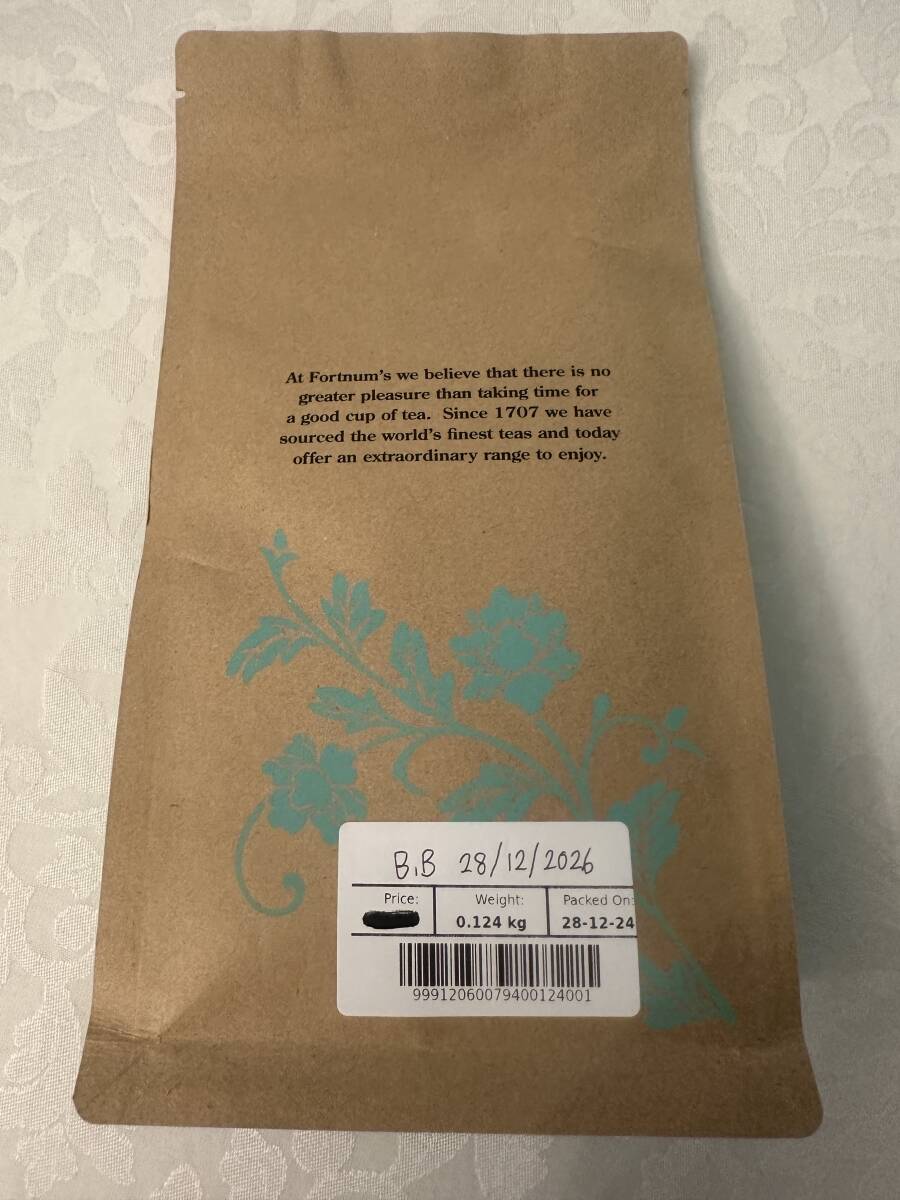 At Fortnum's we believe that there is no
greater pleasure than taking time for
a good cup of tea. Since 1707 we have
sourced the world's finest teas and today
offer an extraordinary range to enjoy.
B.B 28/12/2026
Price: Weight: Packed On:
0.124 kg 28-12-24
99912060079400124001